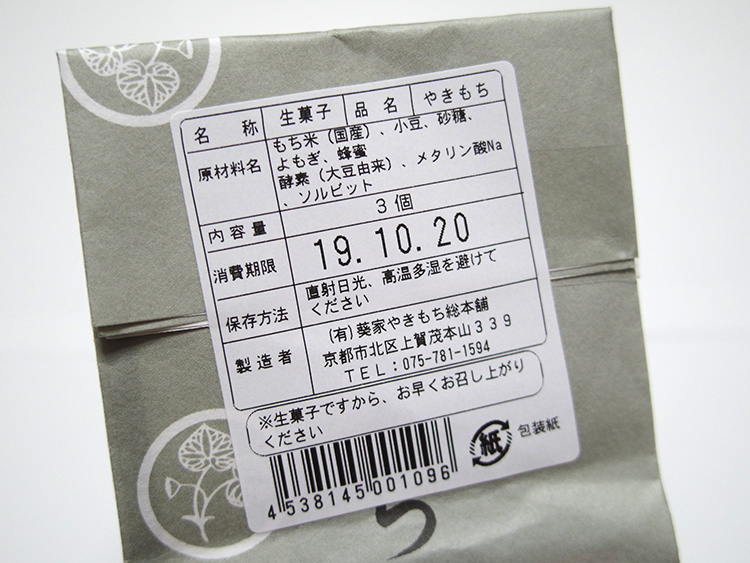 名称 生菓子 品名 やきもち
原材料名 もち米（国産）、小豆、砂糖、
よもぎ、蜂蜜
酵素（大豆由来）、メタリン酸Na
、ソルビット
内容量 3個
消費期限 19.10.20
保存方法 直射日光、高温多湿を避けて
ください
製造者 (有)葵家やきもち総本舗
京都市北区上賀茂本山３３９
ＴＥＬ：075-781-1594
※生菓子ですから、お早くお召し上がり
ください
紙 包装紙
4538145001096
ち